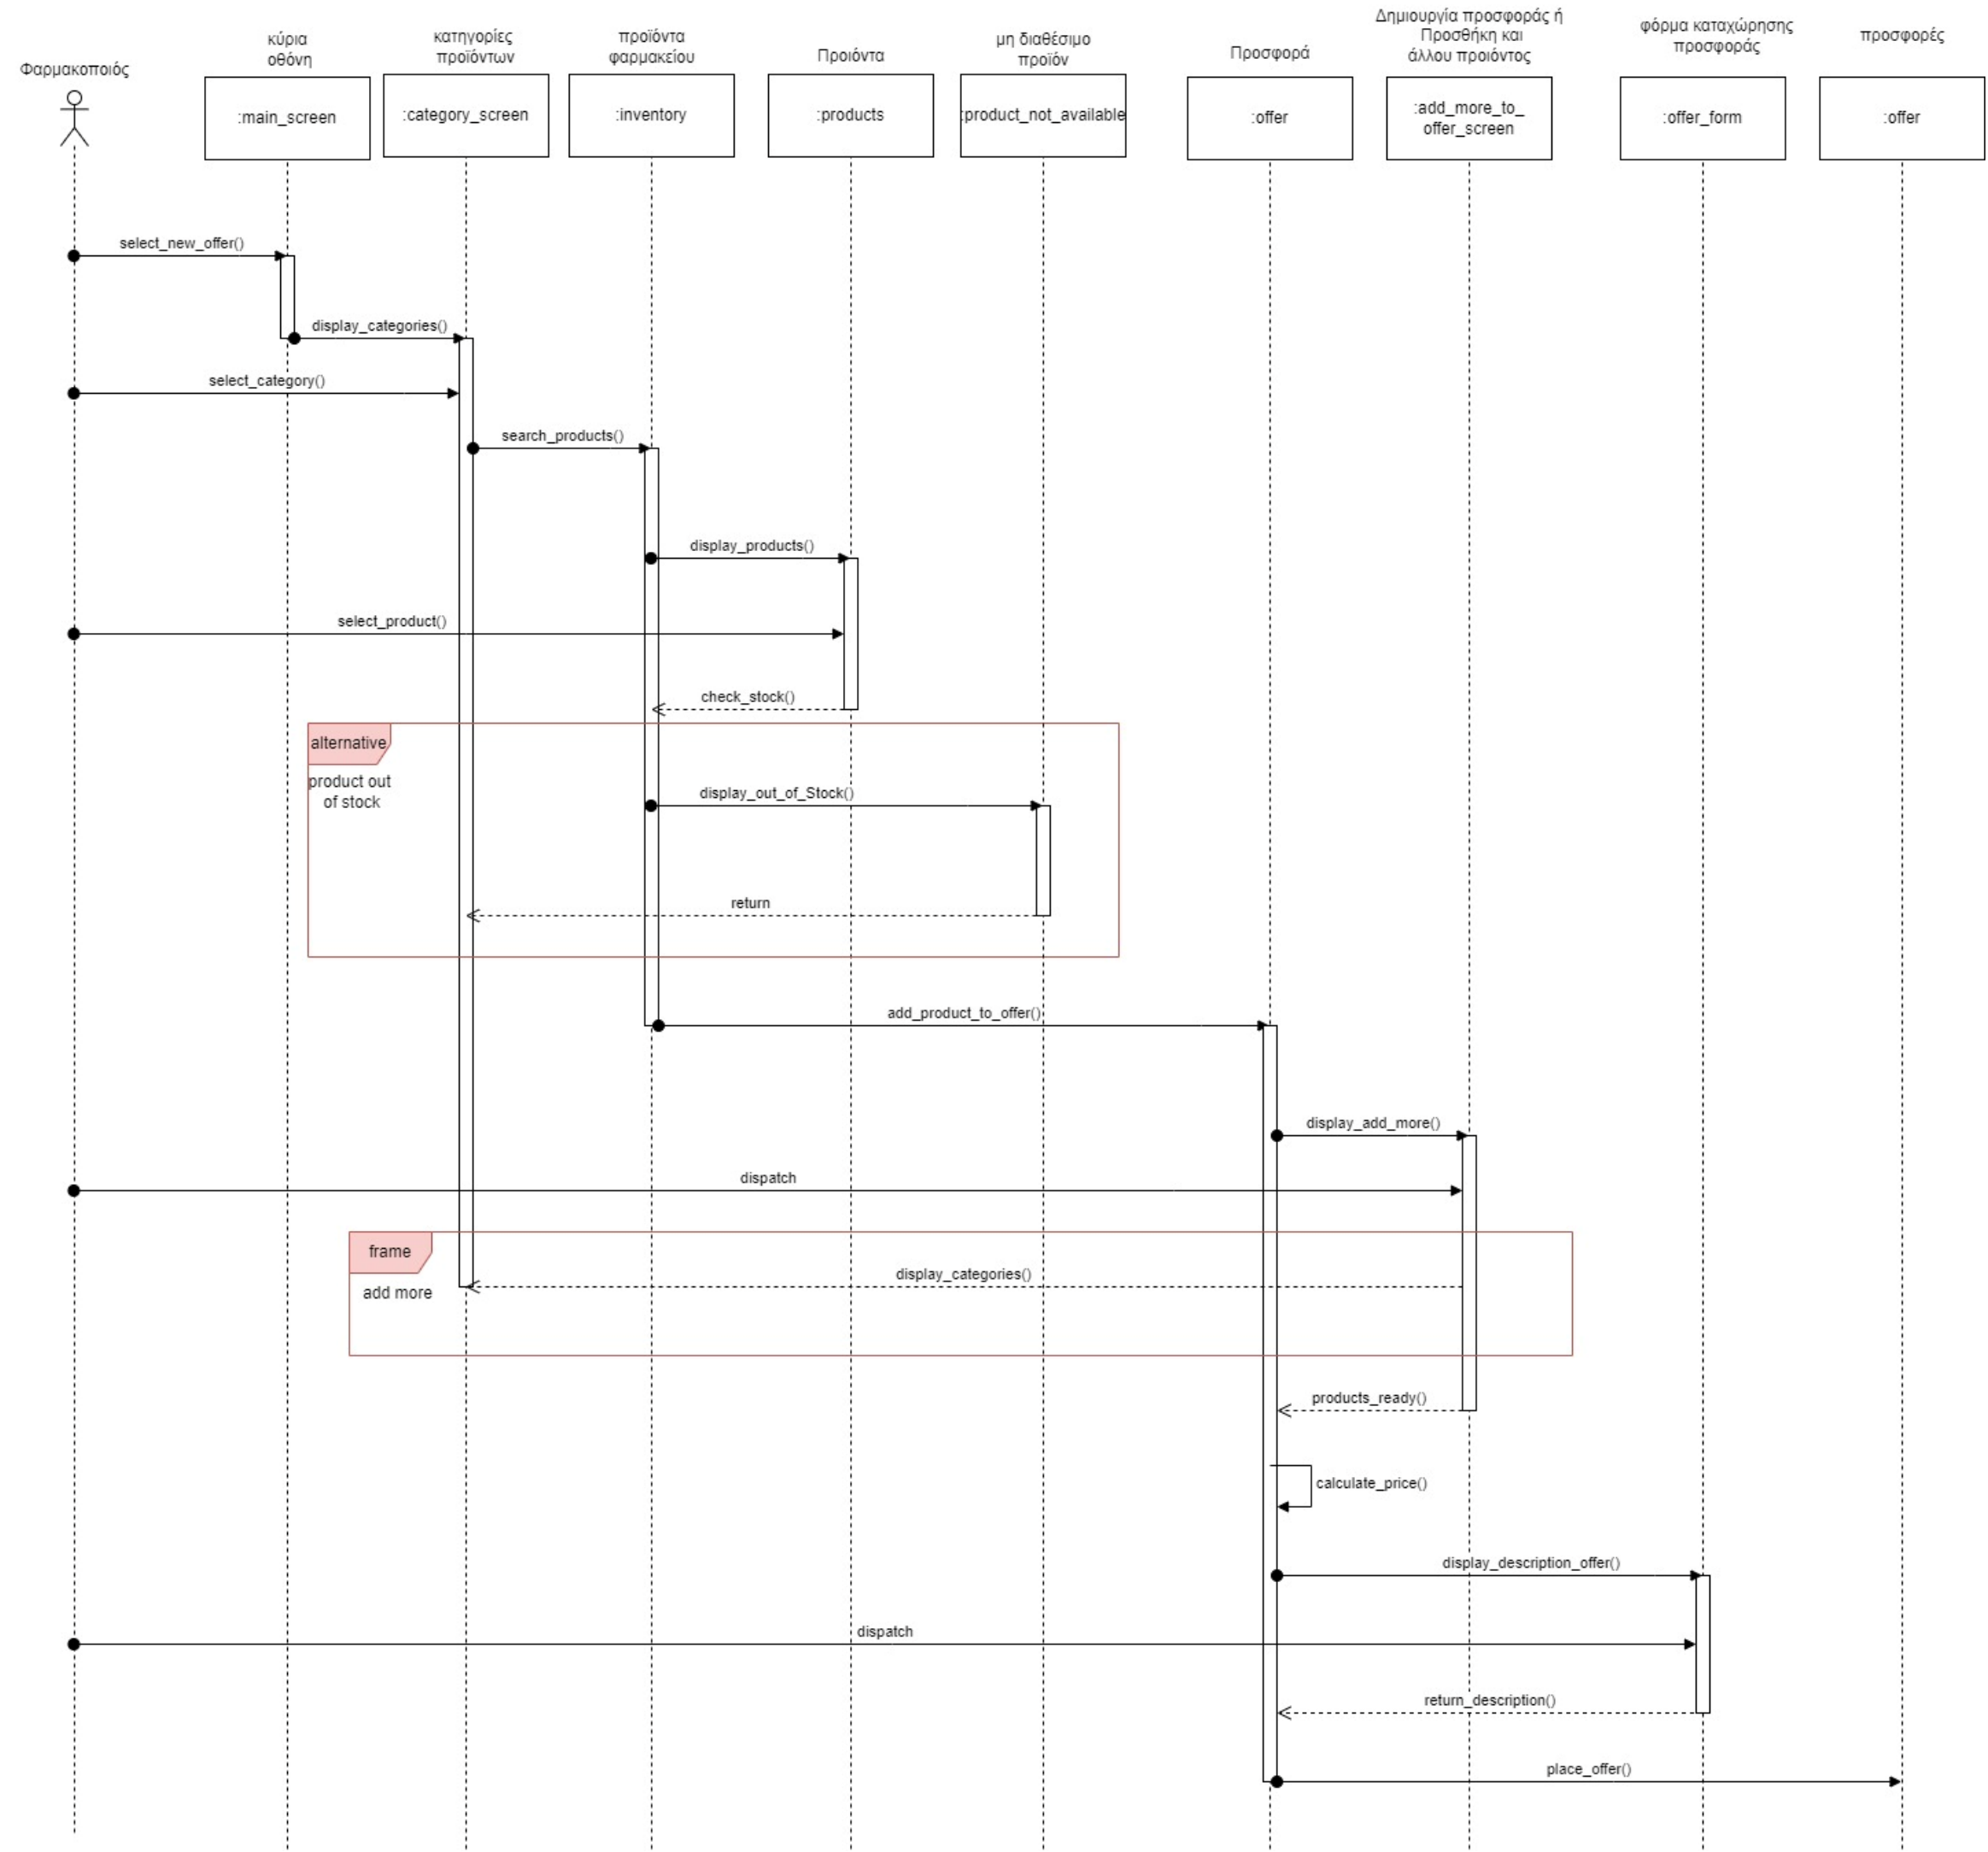 Φαρμακοποιός
κύρια
οθόνη
κατηγορίες
προϊόντων
προϊόντα
φαρμακείου
Προιόντα
μη διαθέσιμο
προϊόν
Προσφορά
Δημιουργία προσφοράς ή
Προσθήκη και
άλλου προιόντος
φόρμα καταχώρησης
προσφοράς
προσφορές
:main_screen
:category_screen
:inventory
:products
:product_not_available
:offer
:add_more_to_
offer_screen
:offer_form
:offer
select_new_offer()
display_categories()
select_category()
search_products()
display_products()
select_product()
check_stock()
alternative
product out
of stock
display_out_of_Stock()
return
add_product_to_offer()
display_add_more()
dispatch
frame
add more
display_categories()
products_ready()
calculate_price()
display_description_offer()
dispatch
return_description()
place_offer()